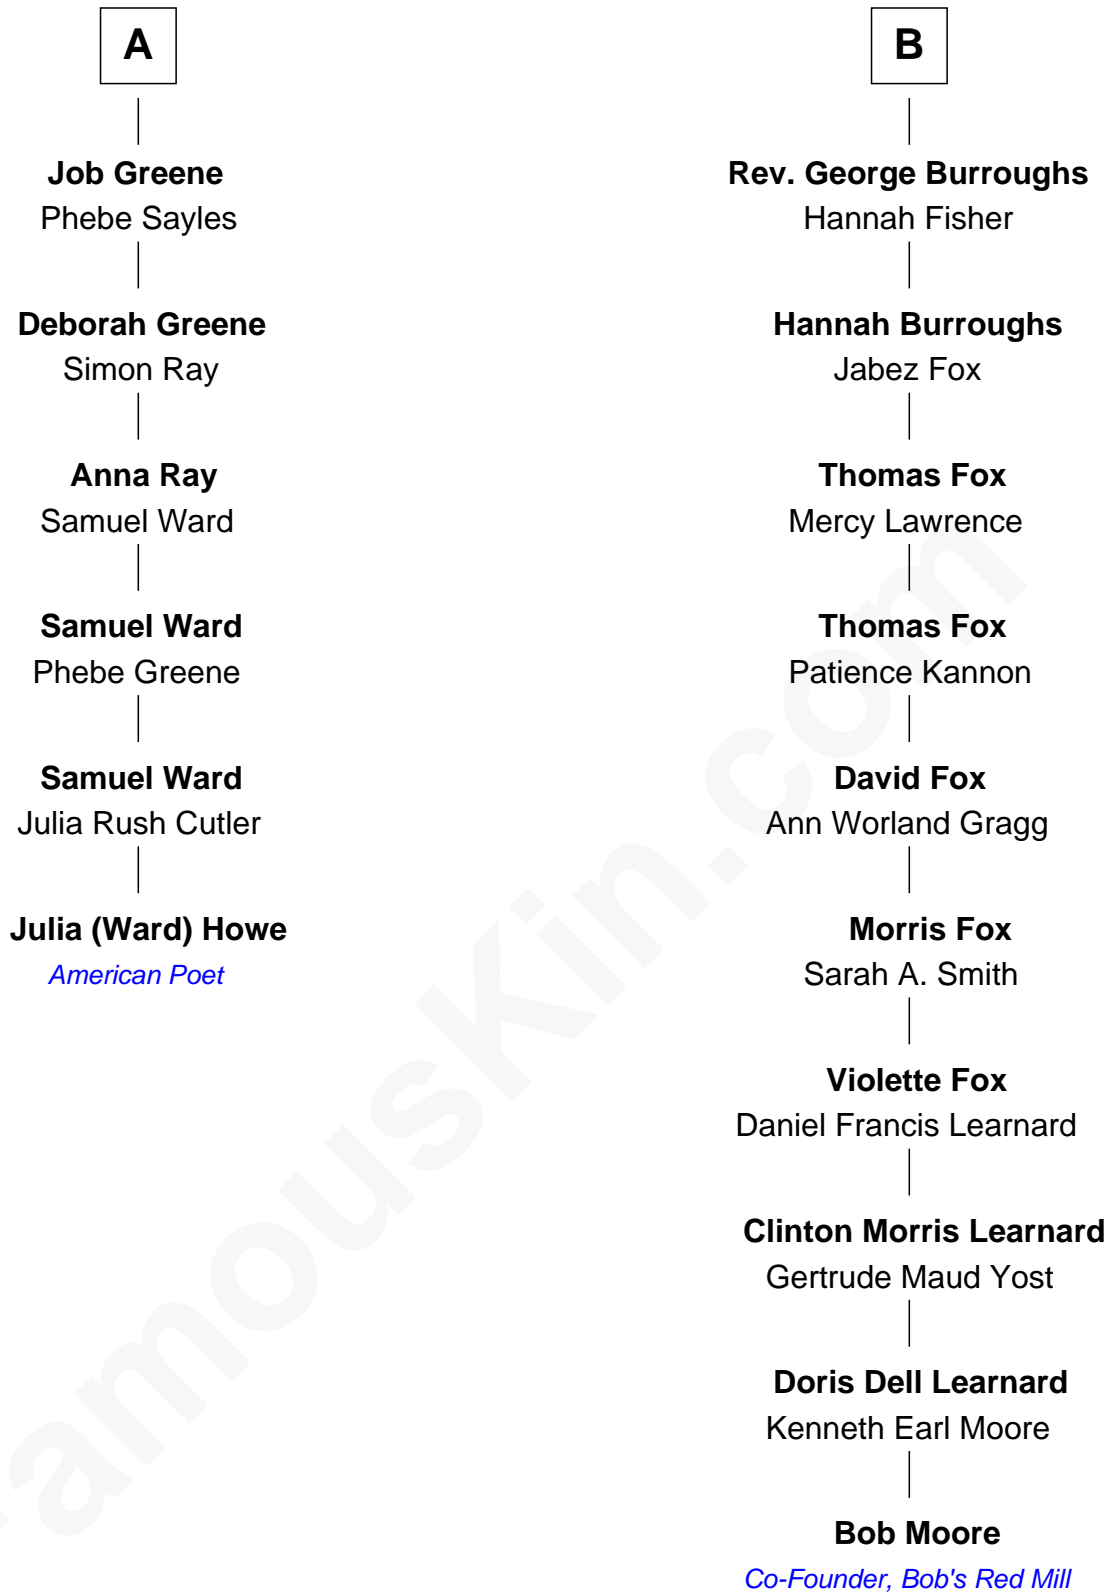 A
Job Greene
Phebe Sayles
Deborah Greene
Simon Ray
Anna Ray
Samuel Ward
Samuel Ward
Phebe Greene
Samuel Ward
Julia Rush Cutler
Julia (Ward) Howe
American Poet
B
Rev. George Burroughs
Hannah Fisher
Hannah Burroughs
Jabez Fox
Thomas Fox
Mercy Lawrence
Thomas Fox
Patience Kannon
David Fox
Ann Worland Gragg
Morris Fox
Sarah A. Smith
Violette Fox
Daniel Francis Learnard
Clinton Morris Learnard
Gertrude Maud Yost
Doris Dell Learnard
Kenneth Earl Moore
Bob Moore
Co-Founder, Bob's Red Mill
amouskin.com